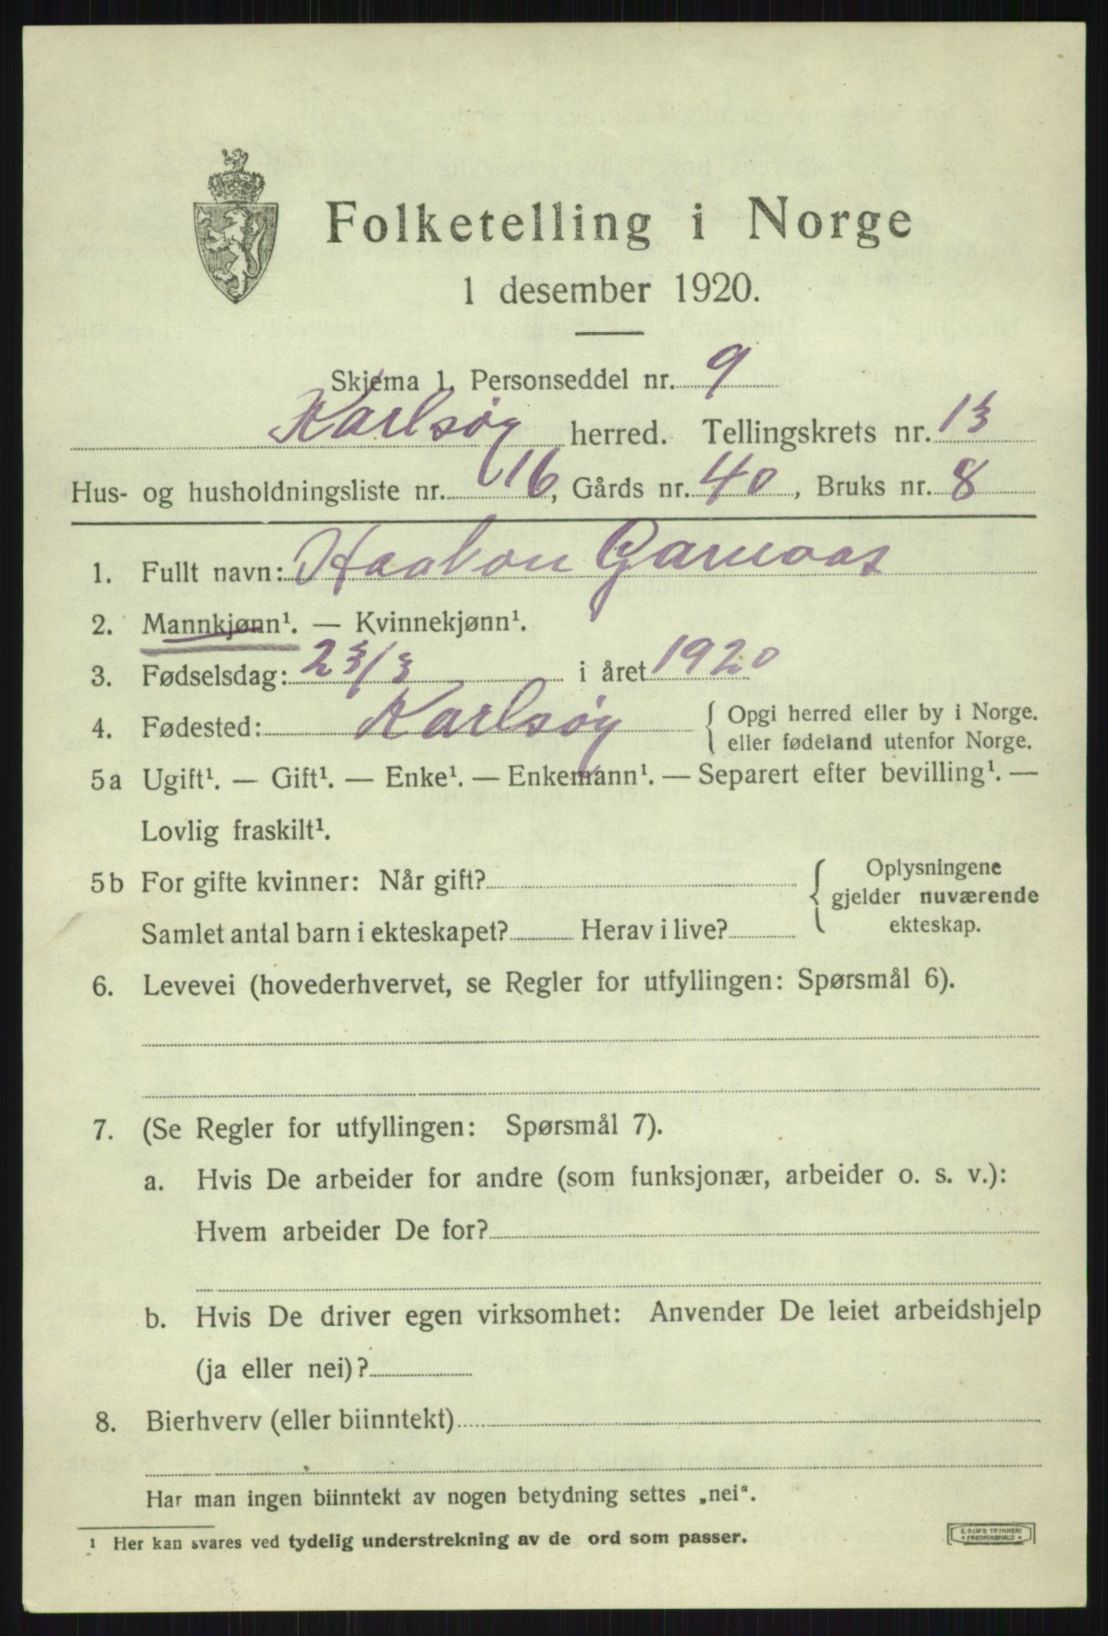 Folketelling i Norge
1 desember 1920.
Skjema 1. Personseddel nr. 9
Karlsøy herred. Tellingskrets nr. 13
Hus- og husholdningsliste nr. 16, Gårds nr. 40, Bruks nr. 8
1. Fullt navn: Haakon Garnaas
2. Mannkjønn¹. — Kvinnekjønn¹.
3. Fødselsdag: 23/3 i året 1920
4. Fødested: Karlsøy { Opgi herred eller by i Norge.
eller fødeland utenfor Norge.
5a Ugift¹. — Gift¹. — Enke¹. — Enkemann¹. — Separert efter bevilling¹. —
Lovlig fraskilt¹.
5b For gifte kvinner: Når gift? { Oplysningene
gjelder nuværende
ekteskap.
Samlet antal barn i ekteskapet? Herav i live?
6. Levevei (hovederhvervet, se Regler for utfyllingen: Spørsmål 6).
7. (Se Regler for utfyllingen: Spørsmål 7).
a. Hvis De arbeider for andre (som funksjonær, arbeider o. s. v.):
Hvem arbeider De for?
b. Hvis De driver egen virksomhet: Anvender De leiet arbeidshjelp
(ja eller nei)?
8. Bierhverv (eller biinntekt)
Har man ingen biinntekt av nogen betydning settes „nei“.
¹ Her kan svares ved tydelig understrekning av de ord som passer.
E. SEM'S TRYKKERI
FREDRIKSHALD